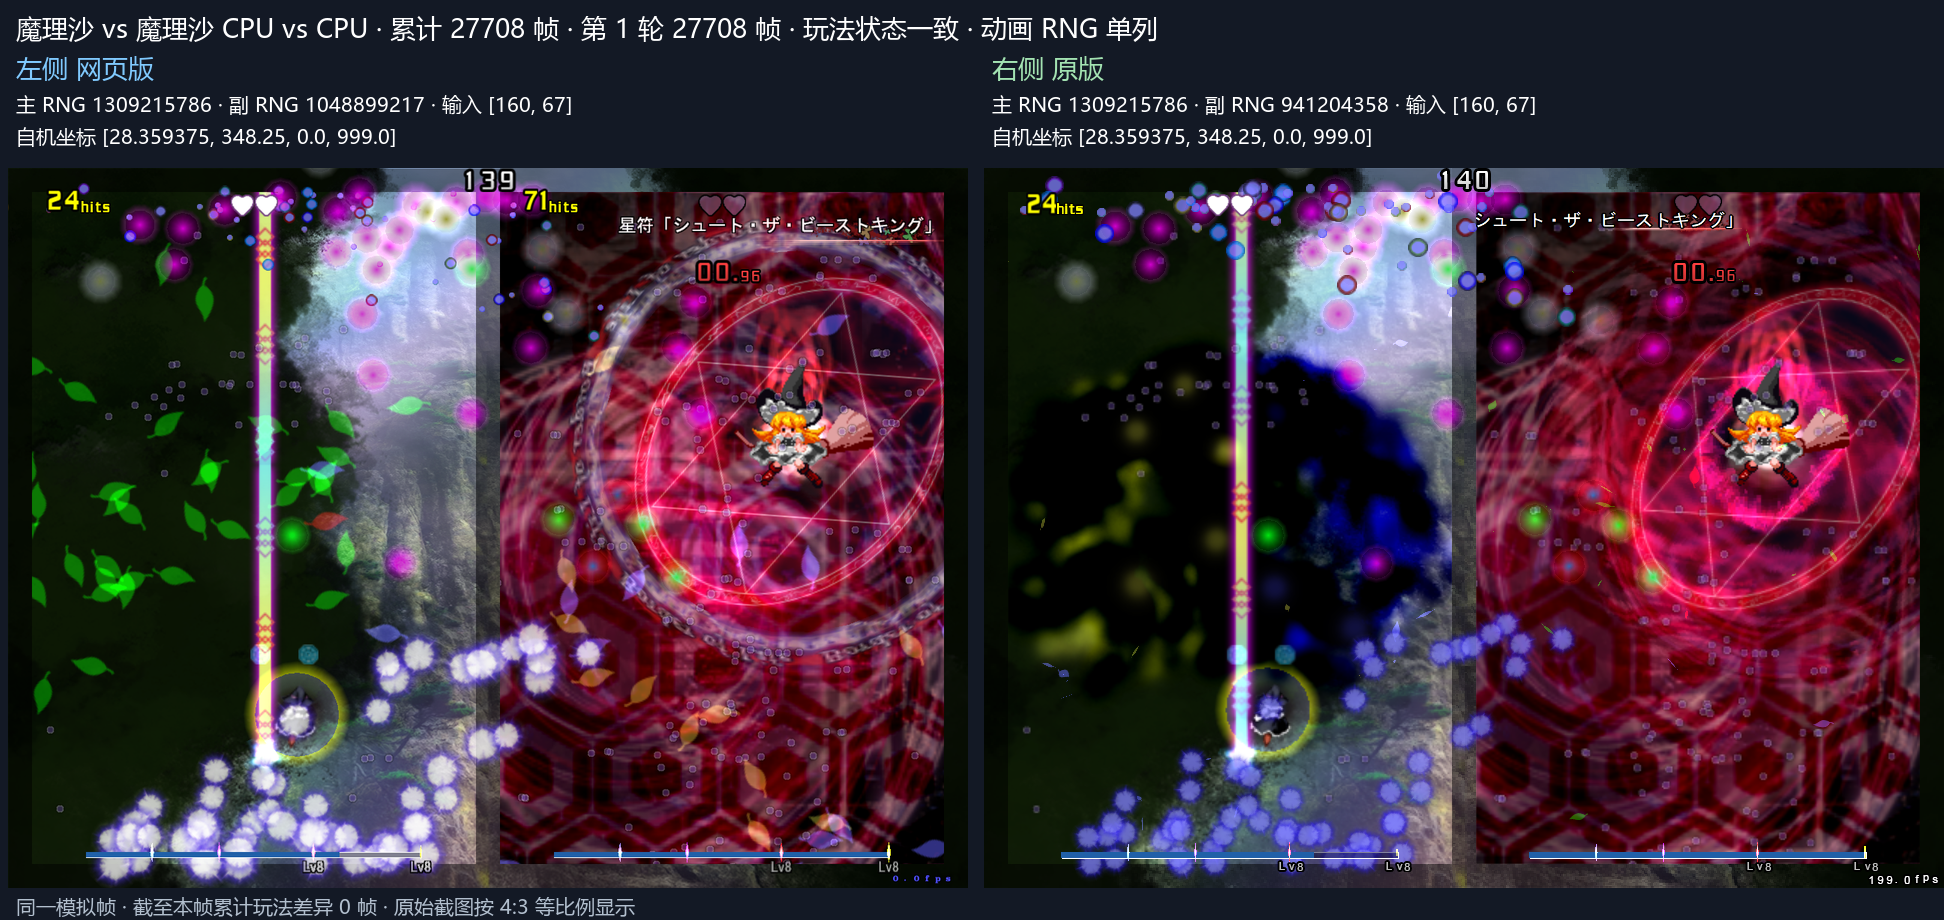 魔理沙 vs 魔理沙 CPU vs CPU · 累计 27708 帧 · 第 1 轮 27708 帧 · 玩法状态一致 · 动画 RNG 单列
左侧 网页版
主 RNG 1309215786 · 副 RNG 1048899217 · 输入 [160, 67]
自机坐标 [28.359375, 348.25, 0.0, 999.0]
右侧 原版
主 RNG 1309215786 · 副 RNG 941204358 · 输入 [160, 67]
自机坐标 [28.359375, 348.25, 0.0, 999.0]
139
24hits
71hits
星符「シュート・ザ・ビーストキング」
00.96
Lv8
Lv8
Lv8
Lv8
0.0fps
140
24hits
シュート・ザ・ビーストキング」
00.96
Lv8
Lv8
Lv8
Lv8
199.0fps
同一模拟帧 · 截至本帧累计玩法差异 0 帧 · 原始截图按 4:3 等比例显示